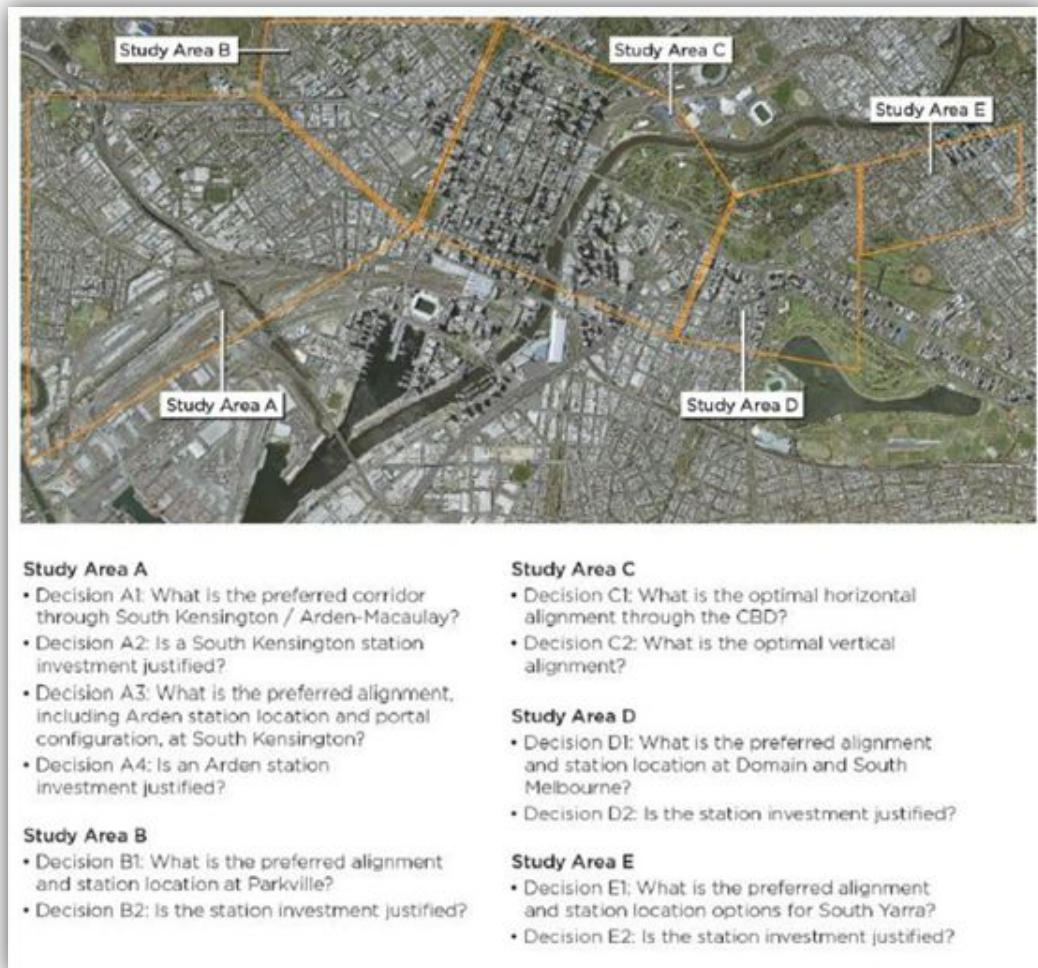 Study Area B
Study Area C
Study Area E
Study Area A
Study Area D
Study Area A
• Decision A1: What is the preferred corridor
through South Kensington / Arden-Macaulay?
• Decision A2: Is a South Kensington station
investment justified?
• Decision A3: What is the preferred alignment,
including Arden station location and portal
configuration, at South Kensington?
• Decision A4: Is an Arden station
investment justified?
Study Area B
• Decision B1: What is the preferred alignment
and station location at Parkville?
• Decision B2: Is the station investment justified?
Study Area C
• Decision C1: What is the optimal horizontal
alignment through the CBD?
• Decision C2: What is the optimal vertical
alignment?
Study Area D
• Decision D1: What is the preferred alignment
and station location at Domain and South
Melbourne?
• Decision D2: Is the station investment justified?
Study Area E
• Decision E1: What is the preferred alignment
and station location options for South Yarra?
• Decision E2: Is the station investment justified?